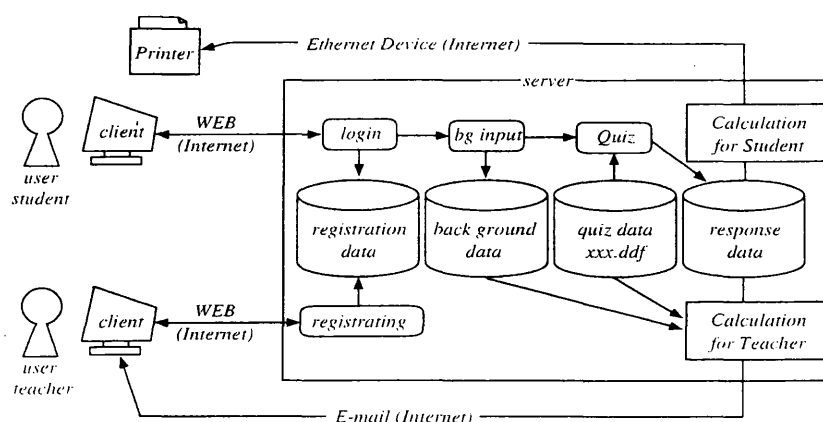 Printer
Ethernet Device (Internet)
server
client
WEB
(Internet)
login
bg input
Quiz
Calculation
for Student
user
student
registration
data
back ground
data
quiz data
xxx.ddf
response
data
client
WEB
(Internet)
registrating
Calculation
for Teacher
user
teacher
E-mail (Internet)